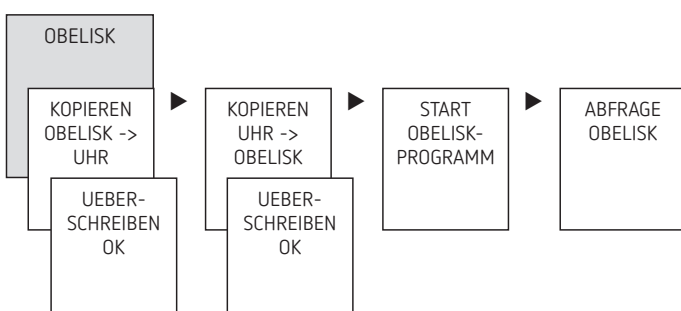 OBELISK
KOPIEREN
OBELISK ->
UHR
UEBER-
SCHREIBEN
OK
KOPIEREN
UHR ->
OBELISK
UEBER-
SCHREIBEN
OK
START
OBELISK-
PROGRAMM
ABFRAGE
OBELISK